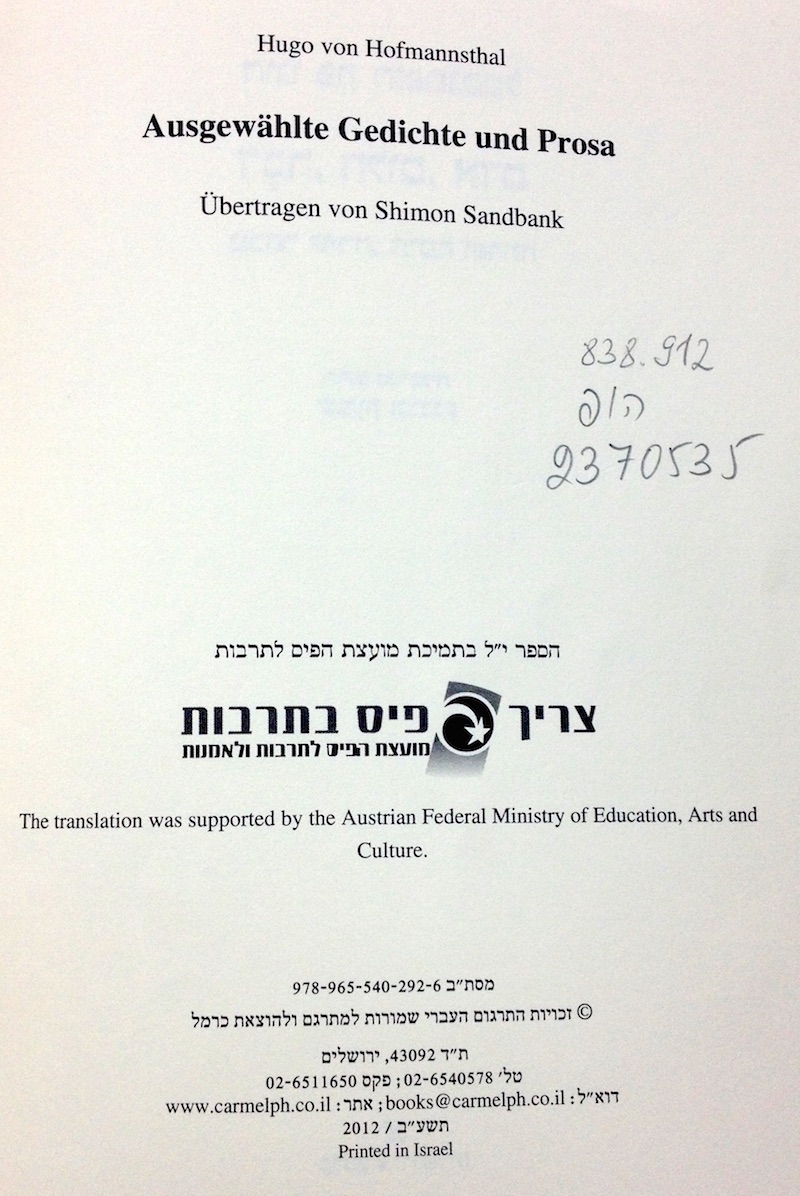 Hugo von Hofmannsthal
Ausgewählte Gedichte und Prosa
Übertragen von Shimon Sandbank
838.912
הופ
2370535
הספר י״ל בתמיכת מועצת הפיס לתרבות
צריך פיס בתרבות
מועצת הפיס לתרבות ולאמנות
The translation was supported by the Austrian Federal Ministry of Education, Arts and
Culture.
מסת״ב 978-965-540-292-6
© זכויות התרגום העברי שמורות למתרגם ולהוצאת כרמל
ת״ד 43092, ירושלים
טל׳ 02-6540578; פקס 02-6511650
דוא״ל: books@carmelph.co.il; אתר: www.carmelph.co.il
תשע״ב / 2012
Printed in Israel